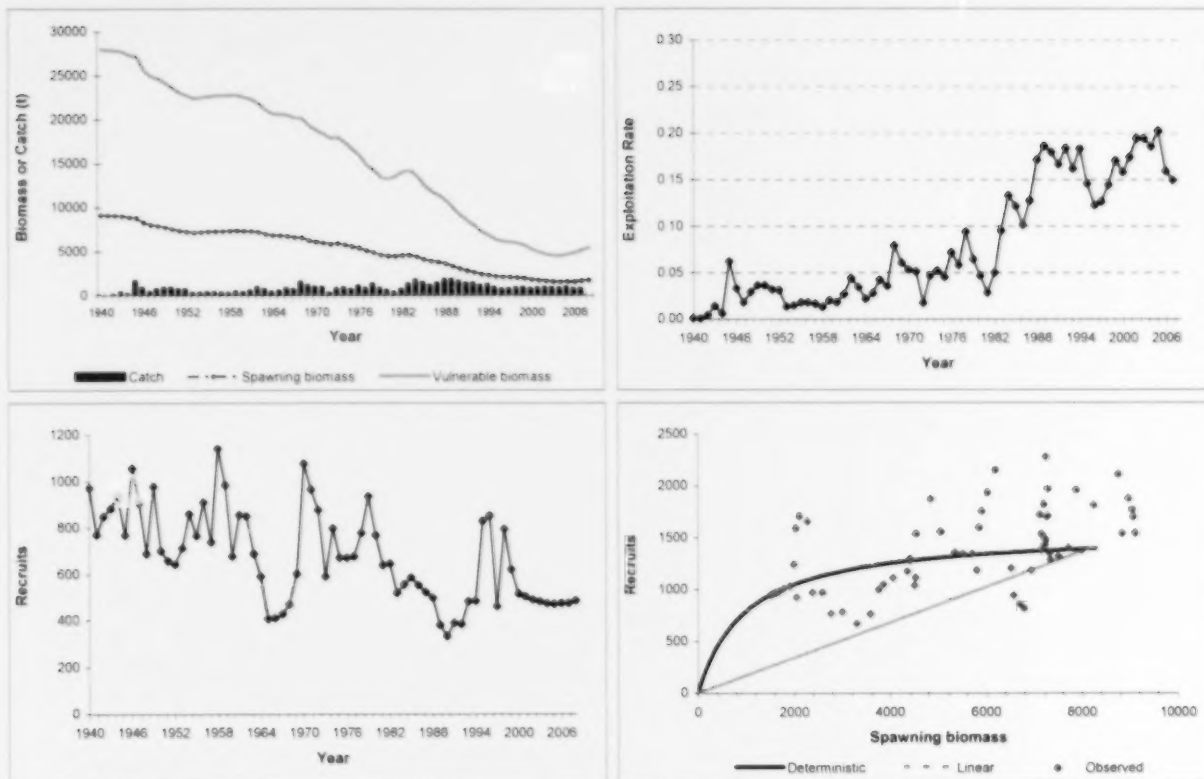 30000
25000
20000
15000
10000
5000
0
Biomass or Catch (t)
1940 1946 1952 1958 1964 1970 1976 1982 1988 1994 2000 2006
Year
Catch Spawning biomass Vulnerable biomass
0.30
0.25
0.20
0.15
0.10
0.05
0.00
Exploitation Rate
1940 1946 1952 1958 1964 1970 1976 1982 1988 1994 2000 2006
Year
1200
1000
800
600
400
200
0
Recruits
1940 1946 1952 1958 1964 1970 1976 1982 1988 1994 2000 2006
Year
2500
2000
1500
1000
500
0
Recruits
0 2000 4000 6000 8000 10000
Spawning biomass
Deterministic Linear Observed